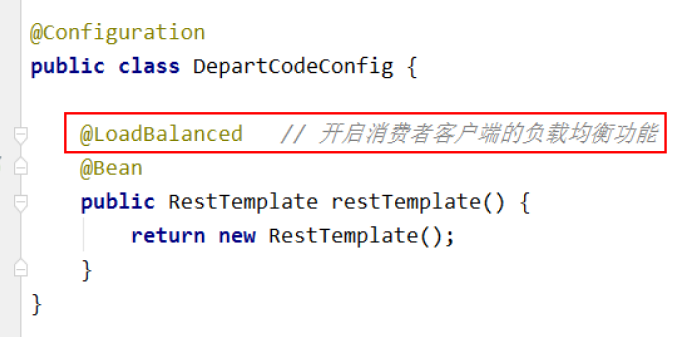 @Configuration
public class DepartCodeConfig {
@LoadBalanced // 开启消费者客户端的负载均衡功能
@Bean
public RestTemplate restTemplate() {
return new RestTemplate();
}
}